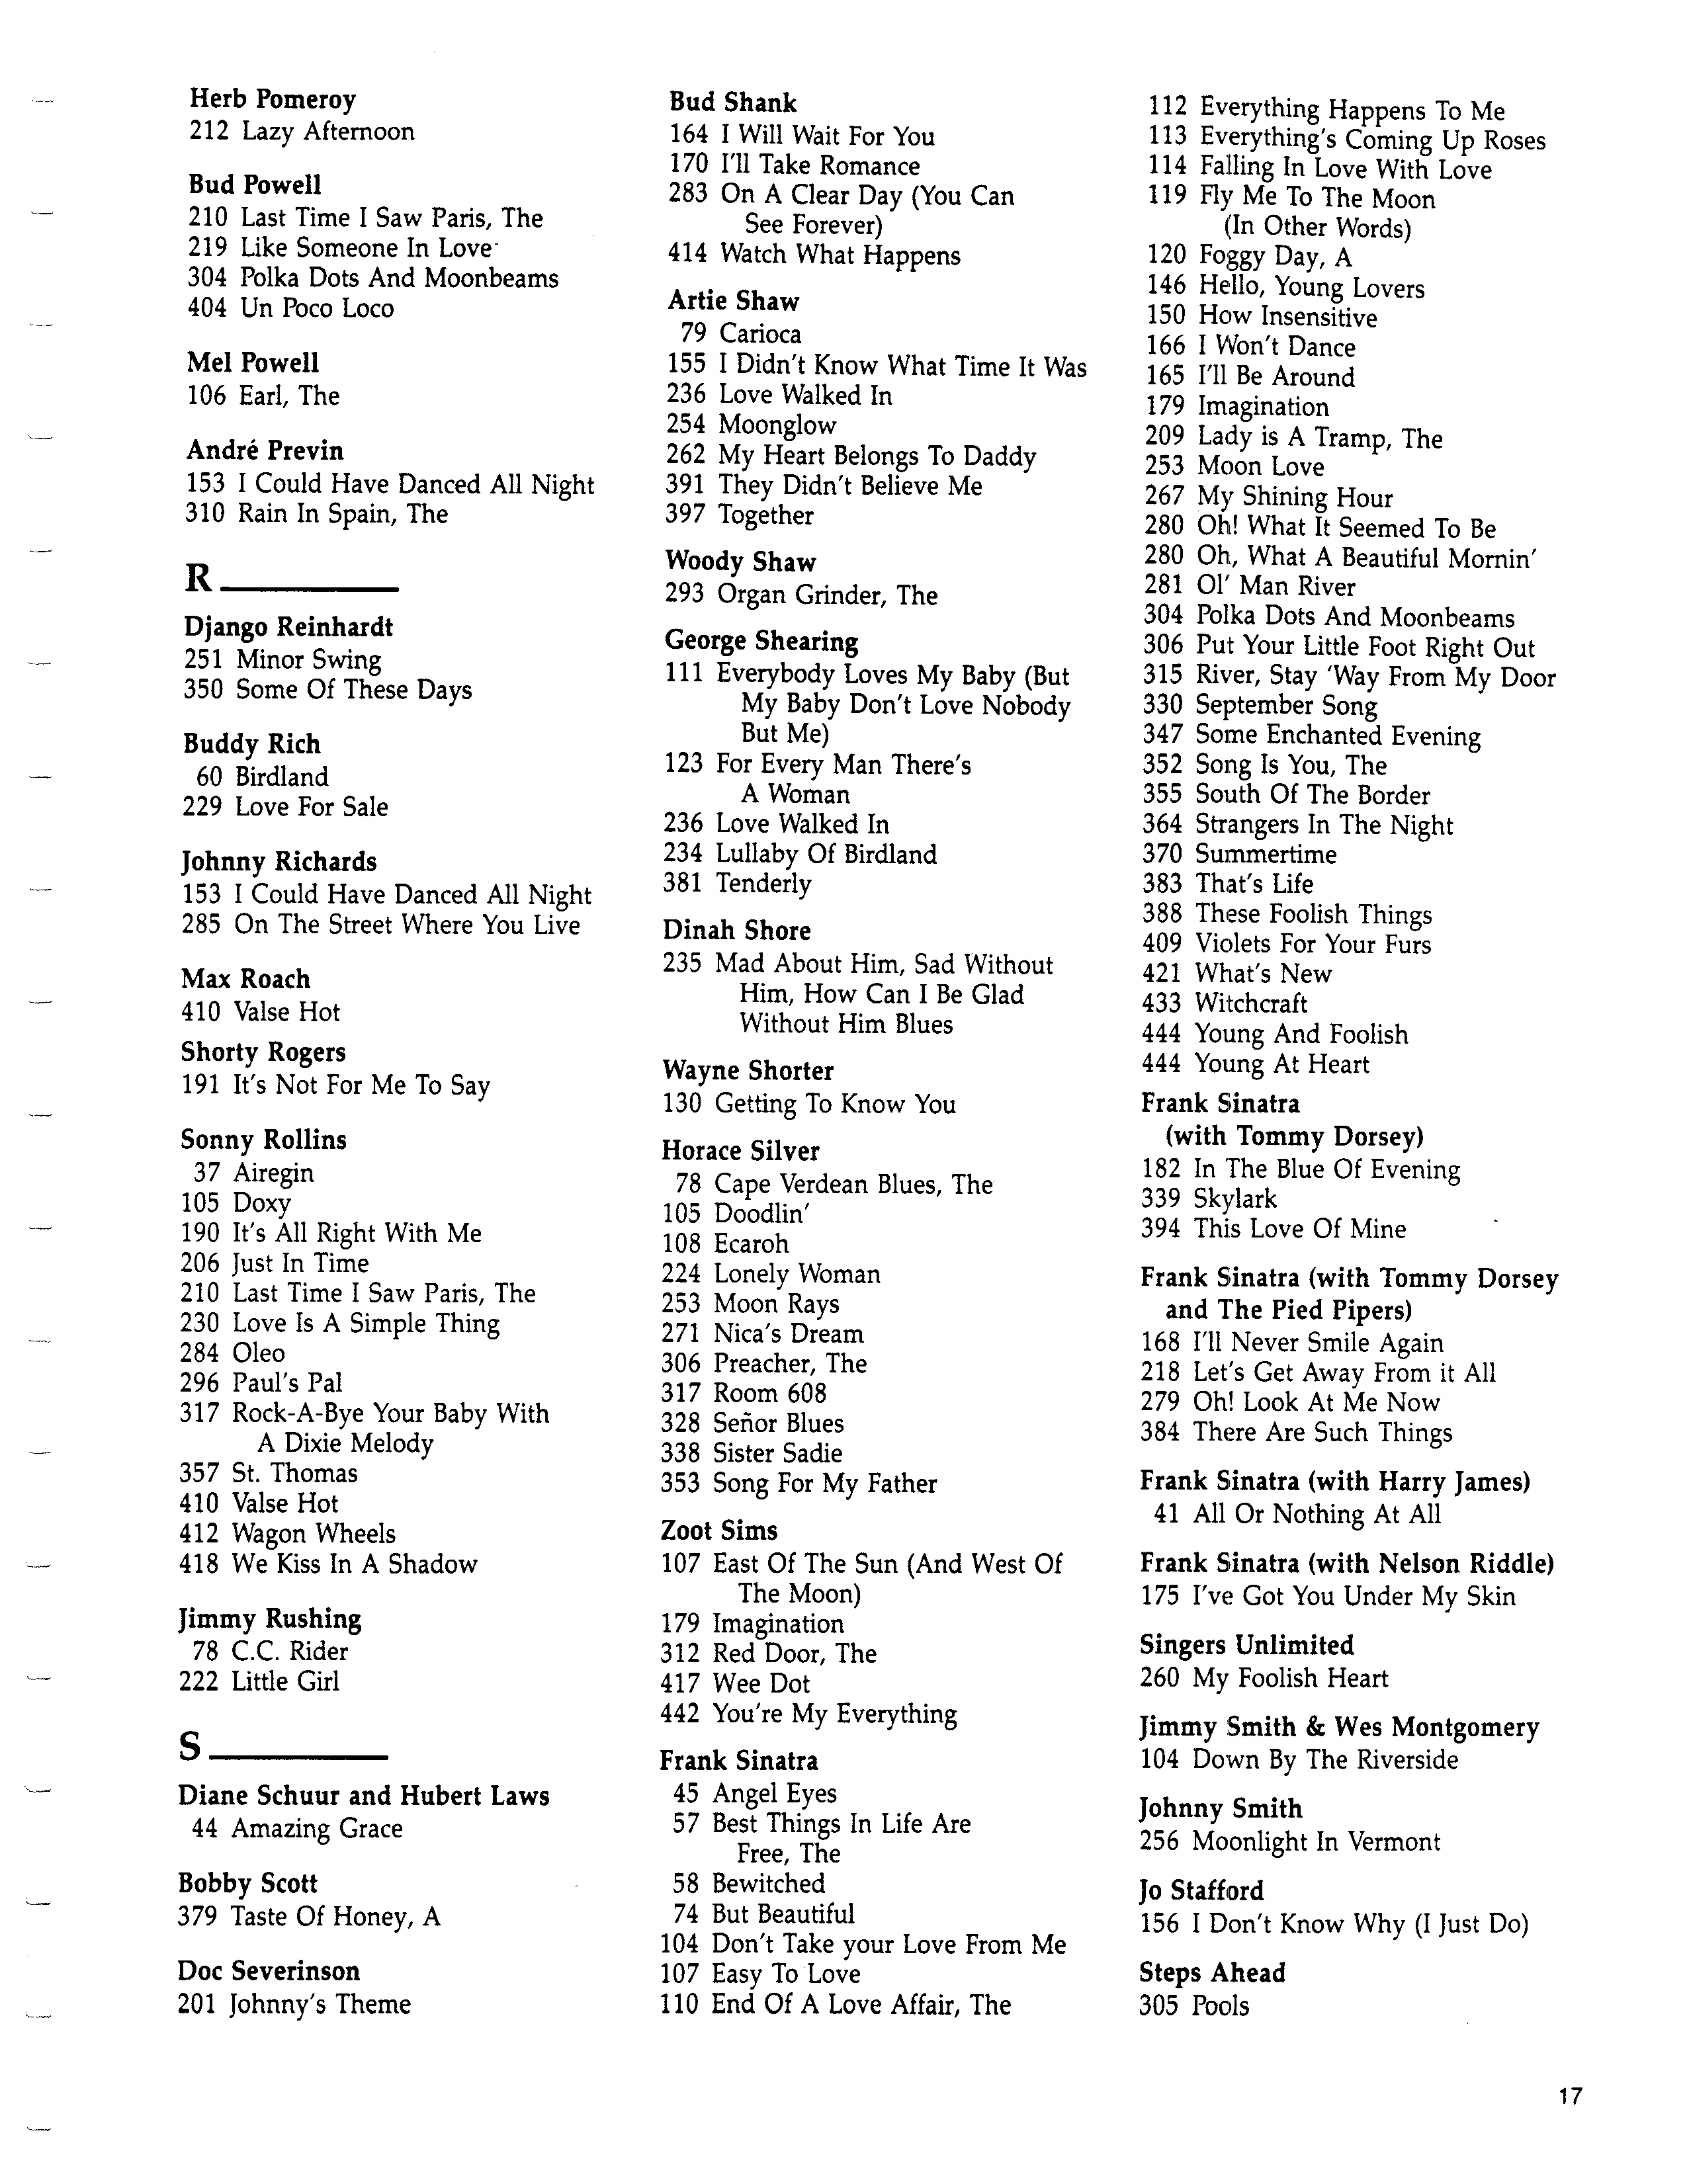 Herb Pomeroy
212 Lazy Afternoon
Bud Powell
210 Last Time I Saw Paris, The
219 Like Someone In Love
304 Polka Dots And Moonbeams
404 Un Poco Loco
Mel Powell
106 Earl, The
André Previn
153 I Could Have Danced All Night
310 Rain In Spain, The
R
Django Reinhardt
251 Minor Swing
350 Some Of These Days
Buddy Rich
60 Birdland
229 Love For Sale
Johnny Richards
153 I Could Have Danced All Night
285 On The Street Where You Live
Max Roach
410 Valse Hot
Shorty Rogers
191 It's Not For Me To Say
Sonny Rollins
37 Airegin
105 Doxy
190 It's All Right With Me
206 Just In Time
210 Last Time I Saw Paris, The
230 Love Is A Simple Thing
284 Oleo
296 Paul's Pal
317 Rock-A-Bye Your Baby With
A Dixie Melody
357 St. Thomas
410 Valse Hot
412 Wagon Wheels
418 We Kiss In A Shadow
Jimmy Rushing
78 C.C. Rider
222 Little Girl
S
Diane Schuur and Hubert Laws
44 Amazing Grace
Bobby Scott
379 Taste Of Honey, A
Doc Severinson
201 Johnny's Theme
Bud Shank
164 I Will Wait For You
170 I'll Take Romance
283 On A Clear Day (You Can
See Forever)
414 Watch What Happens
Artie Shaw
79 Carioca
155 I Didn't Know What Time It Was
236 Love Walked In
254 Moonglow
262 My Heart Belongs To Daddy
391 They Didn't Believe Me
397 Together
Woody Shaw
293 Organ Grinder, The
George Shearing
111 Everybody Loves My Baby (But
My Baby Don't Love Nobody
But Me)
123 For Every Man There's
A Woman
236 Love Walked In
234 Lullaby Of Birdland
381 Tenderly
Dinah Shore
235 Mad About Him, Sad Without
Him, How Can I Be Glad
Without Him Blues
Wayne Shorter
130 Getting To Know You
Horace Silver
78 Cape Verdean Blues, The
105 Doodlin'
108 Ecaroh
224 Lonely Woman
253 Moon Rays
271 Nica's Dream
306 Preacher, The
317 Room 608
328 Señor Blues
338 Sister Sadie
353 Song For My Father
Zoot Sims
107 East Of The Sun (And West Of
The Moon)
179 Imagination
312 Red Door, The
417 Wee Dot
442 You're My Everything
Frank Sinatra
45 Angel Eyes
57 Best Things In Life Are
Free, The
58 Bewitched
74 But Beautiful
104 Don't Take your Love From Me
107 Easy To Love
110 End Of A Love Affair, The
112 Everything Happens To Me
113 Everything's Coming Up Roses
114 Falling In Love With Love
119 Fly Me To The Moon
(In Other Words)
120 Foggy Day, A
146 Hello, Young Lovers
150 How Insensitive
166 I Won't Dance
165 I'll Be Around
179 Imagination
209 Lady is A Tramp, The
253 Moon Love
267 My Shining Hour
280 Oh! What It Seemed To Be
280 Oh, What A Beautiful Mornin'
281 Ol' Man River
304 Polka Dots And Moonbeams
306 Put Your Little Foot Right Out
315 River, Stay 'Way From My Door
330 September Song
347 Some Enchanted Evening
352 Song Is You, The
355 South Of The Border
364 Strangers In The Night
370 Summertime
383 That's Life
388 These Foolish Things
409 Violets For Your Furs
421 What's New
433 Witchcraft
444 Young And Foolish
444 Young At Heart
Frank Sinatra
(with Tommy Dorsey)
182 In The Blue Of Evening
339 Skylark
394 This Love Of Mine
Frank Sinatra (with Tommy Dorsey
and The Pied Pipers)
168 I'll Never Smile Again
218 Let's Get Away From it All
279 Oh! Look At Me Now
384 There Are Such Things
Frank Sinatra (with Harry James)
41 All Or Nothing At All
Frank Sinatra (with Nelson Riddle)
175 I've Got You Under My Skin
Singers Unlimited
260 My Foolish Heart
Jimmy Smith & Wes Montgomery
104 Down By The Riverside
Johnny Smith
256 Moonlight In Vermont
Jo Stafford
156 I Don't Know Why (I Just Do)
Steps Ahead
305 Pools
17